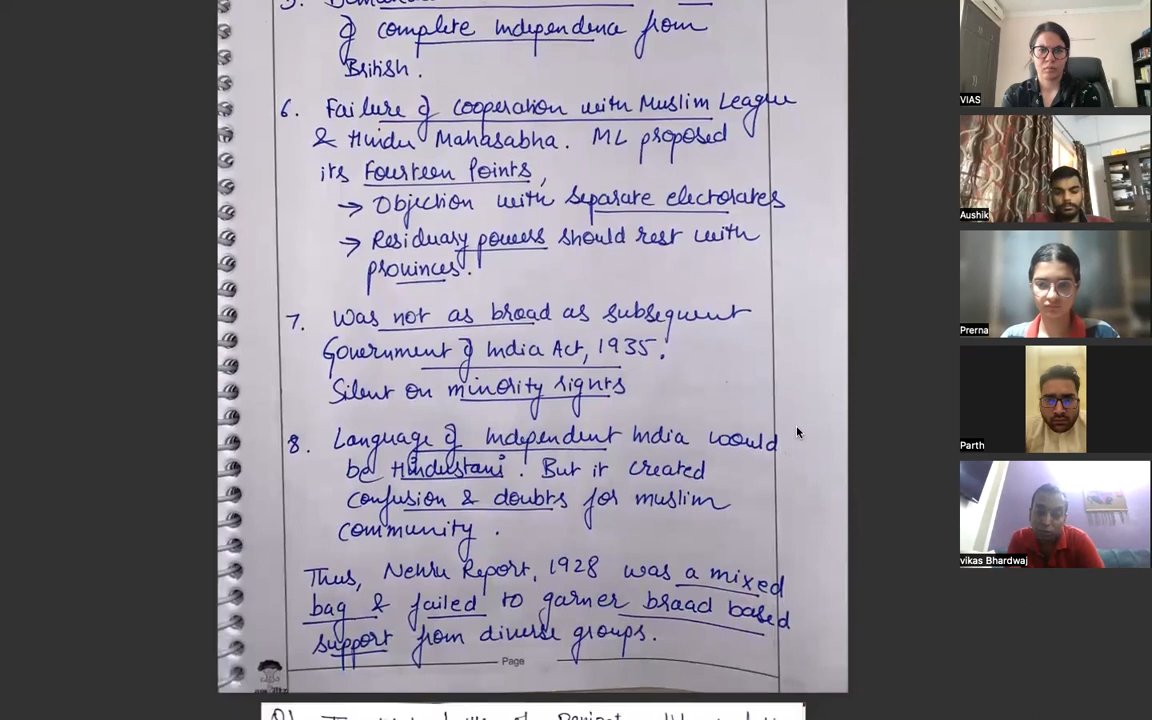 5.
of complete independence from
British.
6. Failure of cooperation with Muslim League
& Hindu Mahasabha. ML proposed
its Fourteen Points,
→ Objection with separate electorates
→ Residuary powers should rest with
provinces.
7. Was not as broad as subsequent
Government of India Act, 1935.
Silent on minority rights
8. Language of independent India would
be Hindustani. But it created
confusion & doubts for muslim
community.
Thus, Nehru Report, 1928 was a mixed
bag & failed to garner broad based
support from diverse groups.
Page
VIAS
Aushik
Prerna
Parth
vikas Bhardwaj